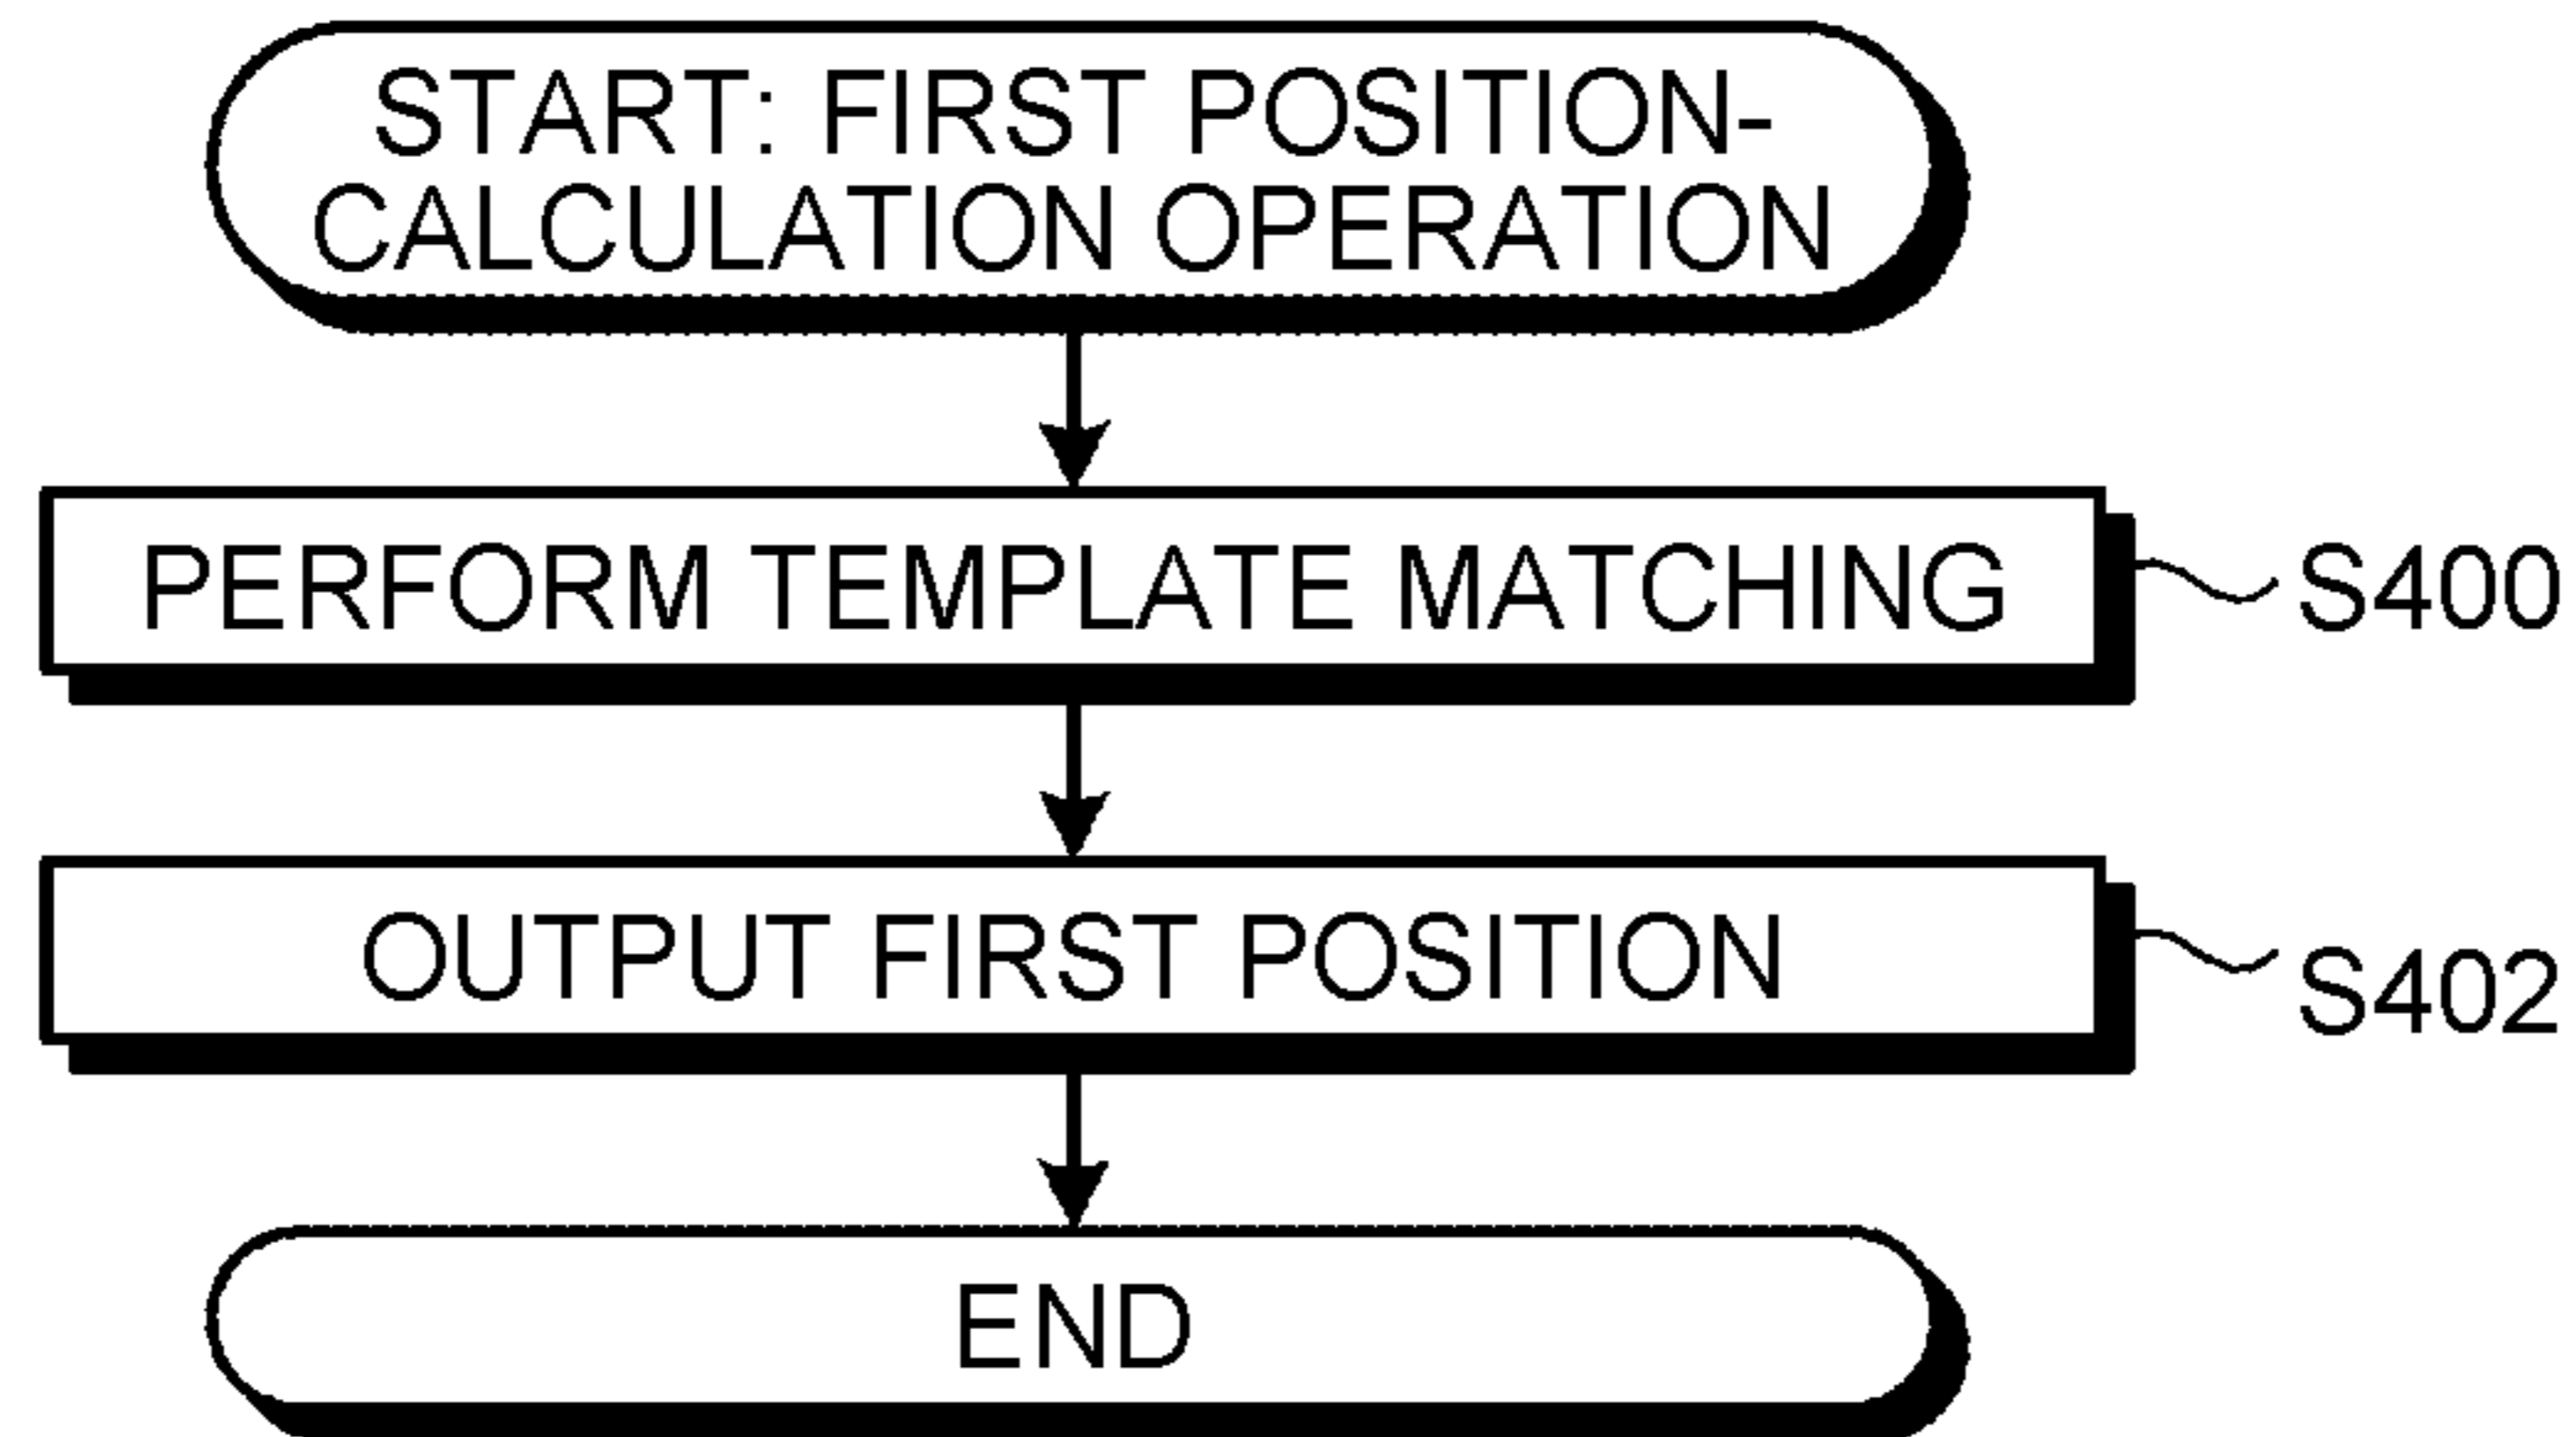 START: FIRST POSITION-
CALCULATION OPERATION
PERFORM TEMPLATE MATCHING
S400
OUTPUT FIRST POSITION
S402
END